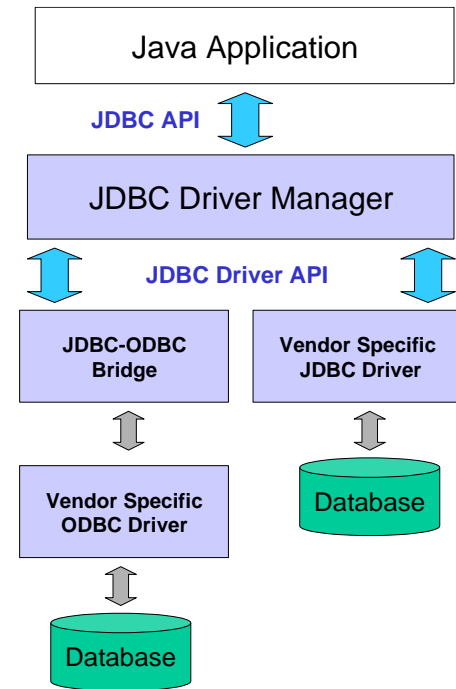 Java Application
JDBC API
JDBC Driver Manager
JDBC Driver API
JDBC-ODBC
Bridge
Vendor Specific
JDBC Driver
Vendor Specific
ODBC Driver
Database
Database